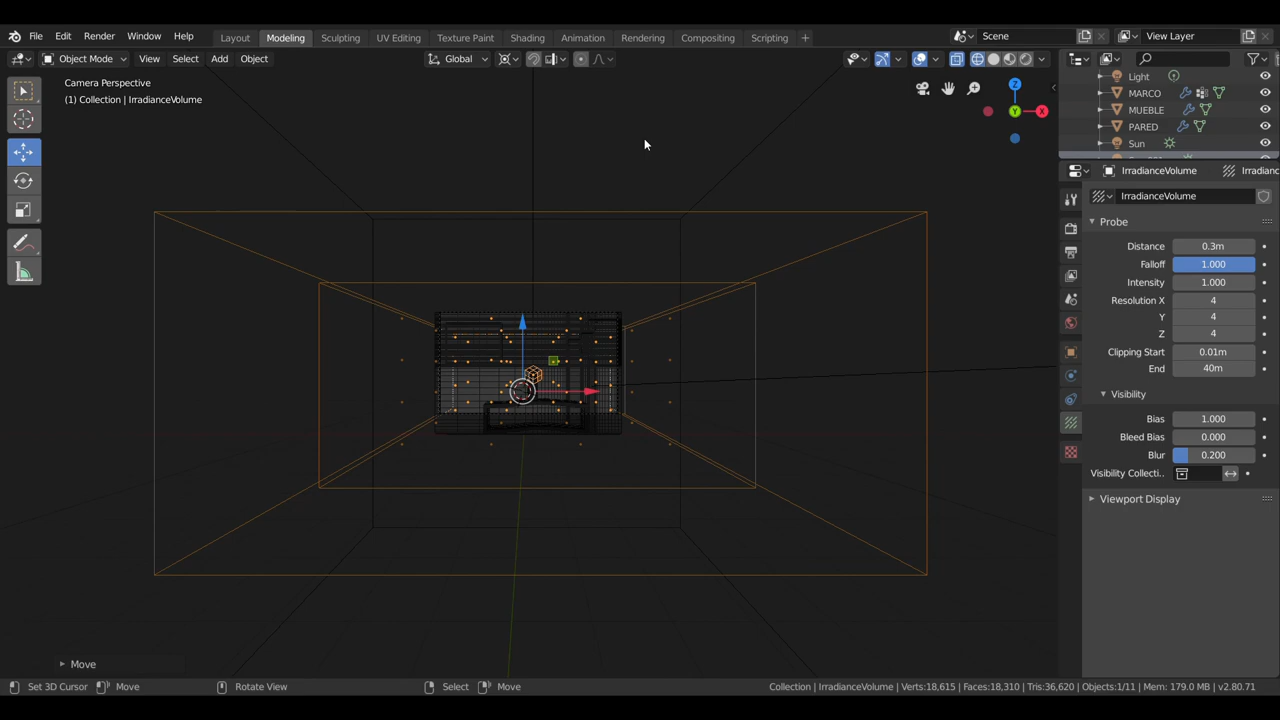 File Edit Render Window Help Layout Modeling Sculpting UV Editing Texture Paint Shading Animation Rendering Compositing Scripting + Scene View Layer
Object Mode View Select Add Object Global
Camera Perspective
(1) Collection | IrradianceVolume
Z
Y
X
Light
MARCO
MUEBLE
PARED
Sun
IrradianceVolume Irradianc
IrradianceVolume
Probe
Distance 0.3m
Falloff 1.000
Intensity 1.000
Resolution X 4
Y 4
Z 4
Clipping Start 0.01m
End 40m
Visibility
Bias 1.000
Bleed Bias 0.000
Blur 0.200
Visibility Collecti..
Viewport Display
Move
Set 3D Cursor Move Rotate View Select Move Collection | IrradianceVolume | Verts:18,615 | Faces:18,310 | Tris:36,620 | Objects:1/11 | Mem: 179.0 MB | v2.80.71